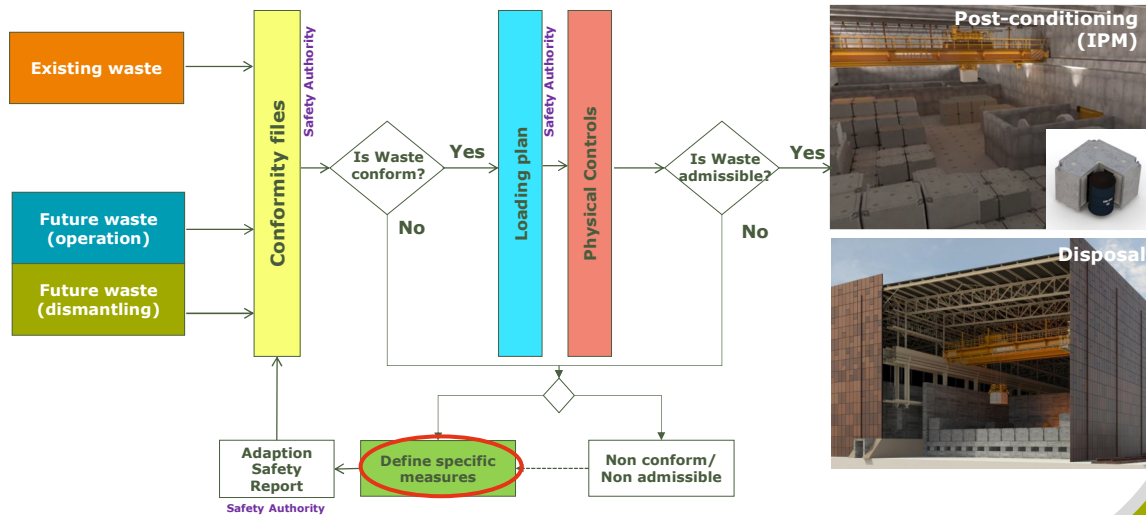 Existing waste
Future waste
(operation)
Future waste
(dismantling)
Conformity files
Safety Authority
Is Waste
conform?
Yes
No
Loading plan
Safety Authority
Physical Controls
Is Waste
admissible?
Yes
No
Post-conditioning
(IPM)
Disposal
Adaption
Safety
Report
Safety Authority
Define specific
measures
Non conform/
Non admissible